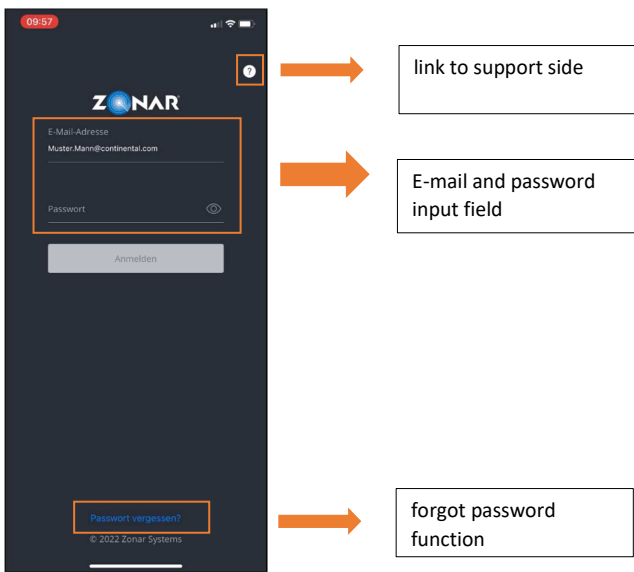 09:57
?
link to support side
ZONAR
E-Mail-Adresse
Muster.Mann@continental.com
E-mail and password
input field
Passwort
Anmelden
Passwort vergessen?
forgot password
function
© 2022 Zonar Systems